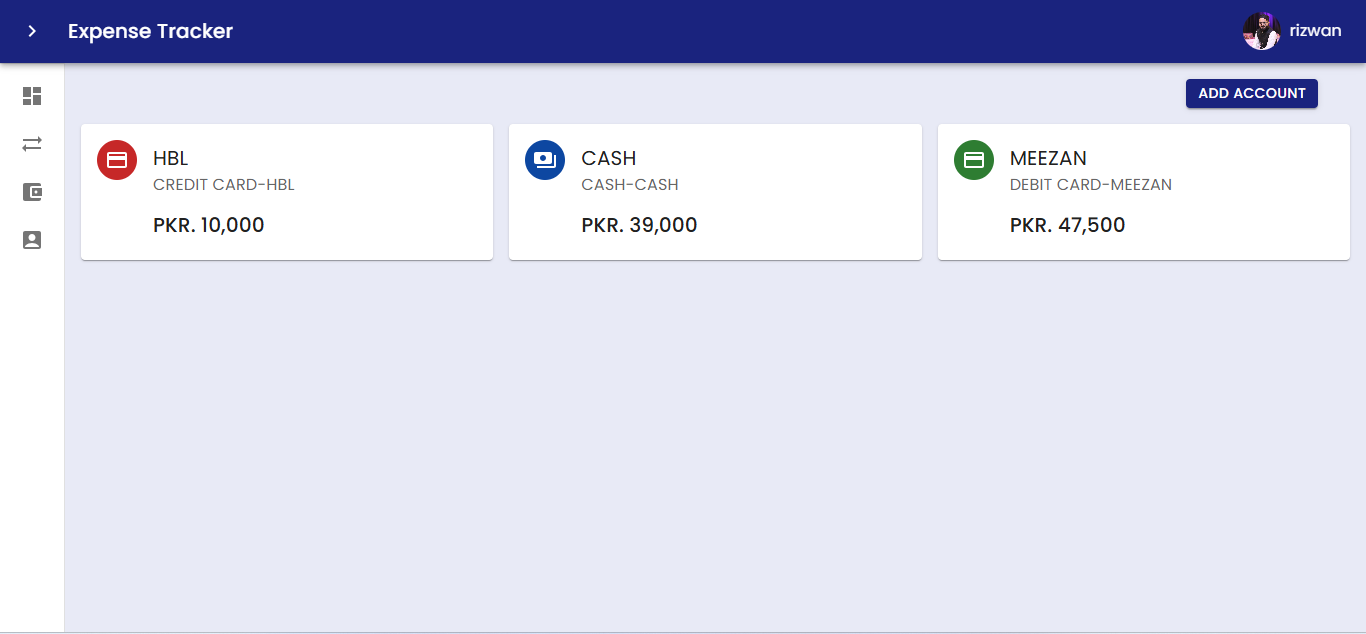 Expense Tracker
rizwan
ADD ACCOUNT
HBL
CREDIT CARD-HBL
PKR. 10,000
CASH
CASH-CASH
PKR. 39,000
MEEZAN
DEBIT CARD-MEEZAN
PKR. 47,500